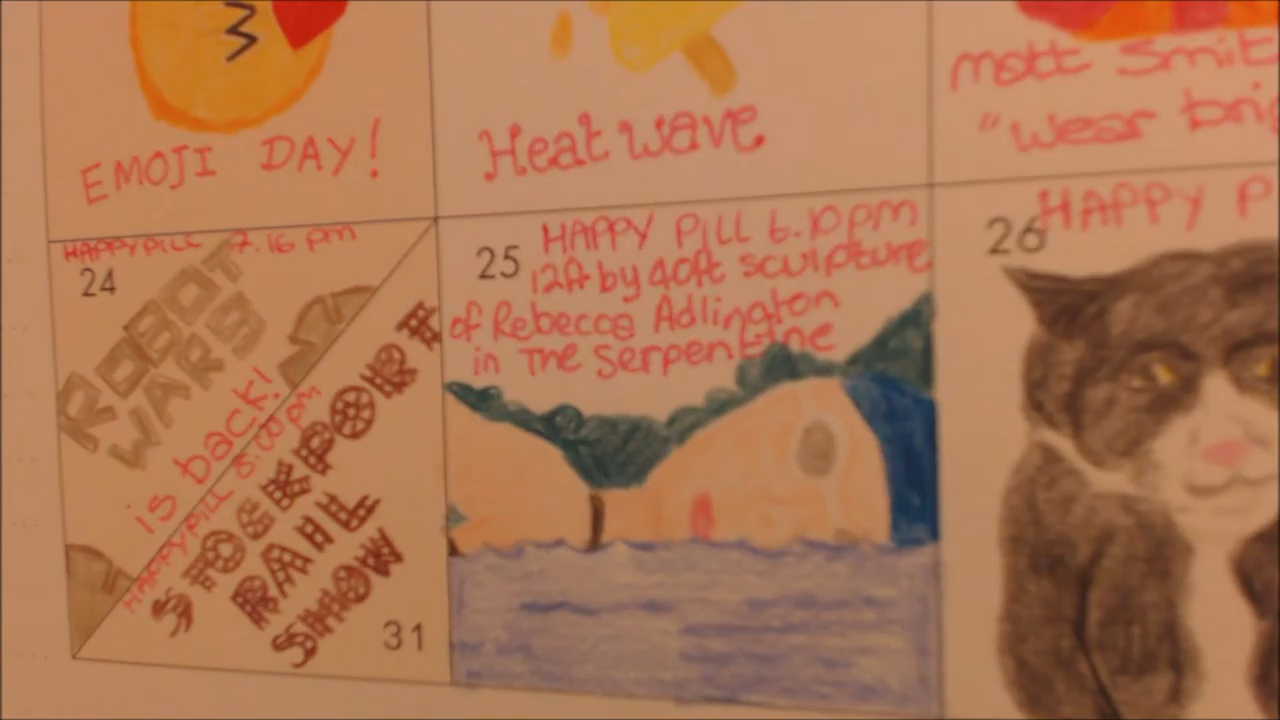 EMOJI DAY!
Heat wave
Matt Smit
"wear brig
HAPPY PILL 7.16 pm
24
ROBOT
WARS
is back!
HAPPY PILL 8.00 pm
STOCKPORT
RAIL
SHOW
31
25
HAPPY PILL 6.10pm
12ft by 40ft sculpture
of Rebecca Adlington
in The Serpentine
26
HAPPY P